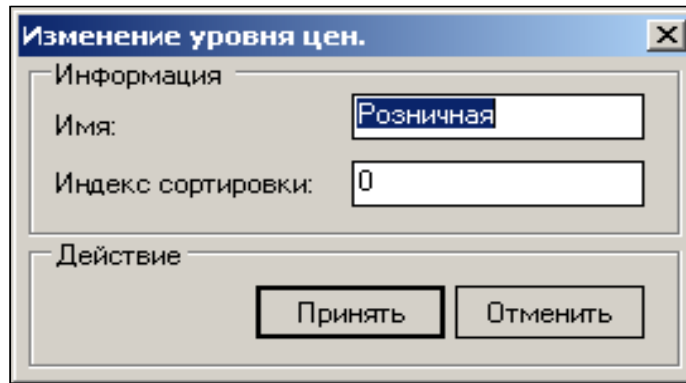 Изменение уровня цен.
Информация
Имя:
Розничная
Индекс сортировки:
0
Действие
Принять
Отменить